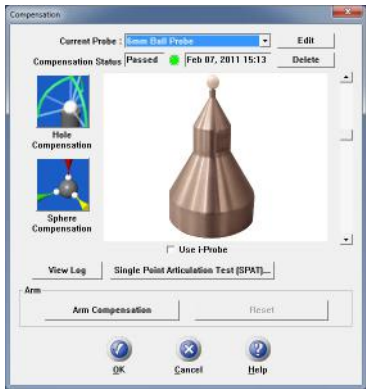 Compensation
Current Probe : 6mm Ball Probe Edit
Compensation Status Passed Feb 07, 2011 15:13 Delete
Hole
Compensation
Sphere
Compensation
Use i-Probe
View Log Single Point Articulation Test (SPAT)...
Arm
Arm Compensation Reset
OK Cancel Help